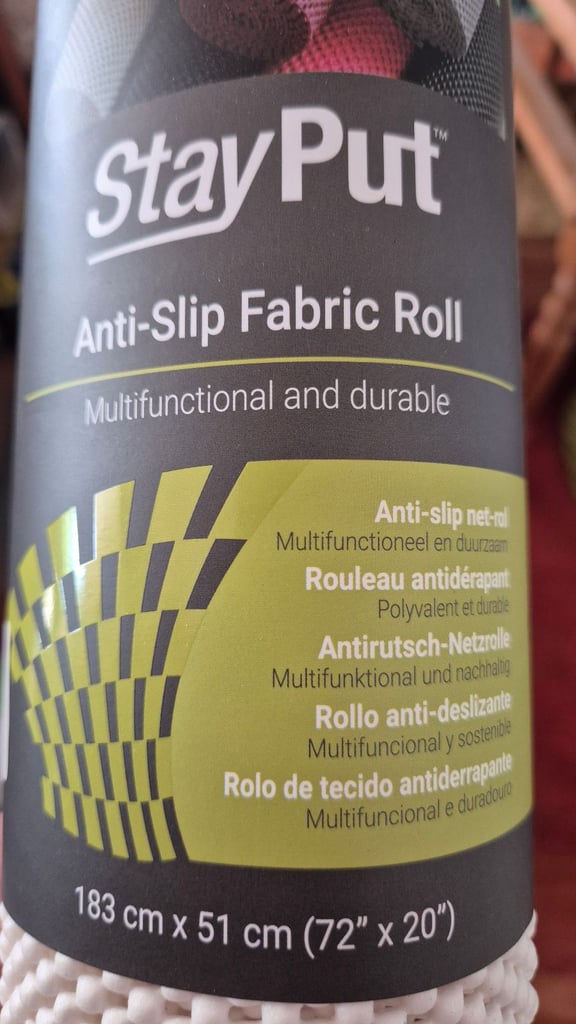 StayPut™
Anti-Slip Fabric Roll
Multifunctional and durable
Anti-slip net-rol
Multifunctioneel en duurzaam
Rouleau antidérapant
Polyvalent et durable
Antirutsch-Netzrolle
Multifunktional und nachhaltig
Rollo anti-deslizante
Multifuncional y sostenible
Rolo de tecido antiderrapante
Multifuncional e duradouro
183 cm x 51 cm (72” x 20”)